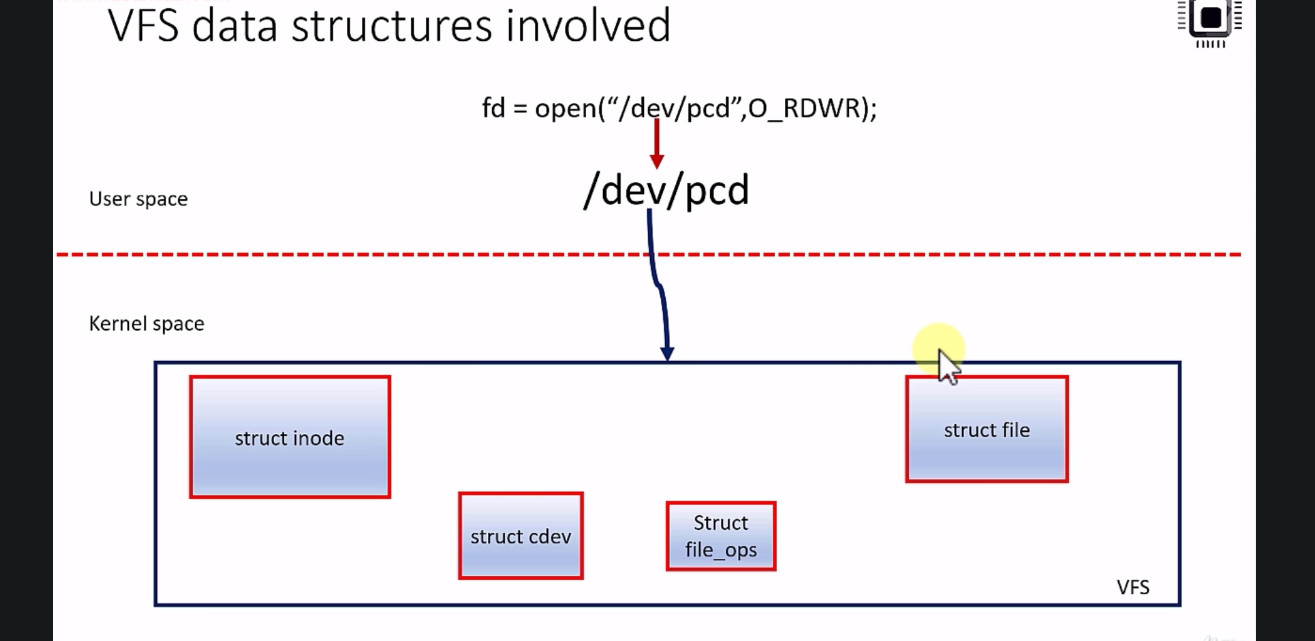 VFS data structures involved
fd = open(“/dev/pcd”,O_RDWR);
/dev/pcd
User space
Kernel space
struct inode
struct file
struct cdev
Struct
file_ops
VFS